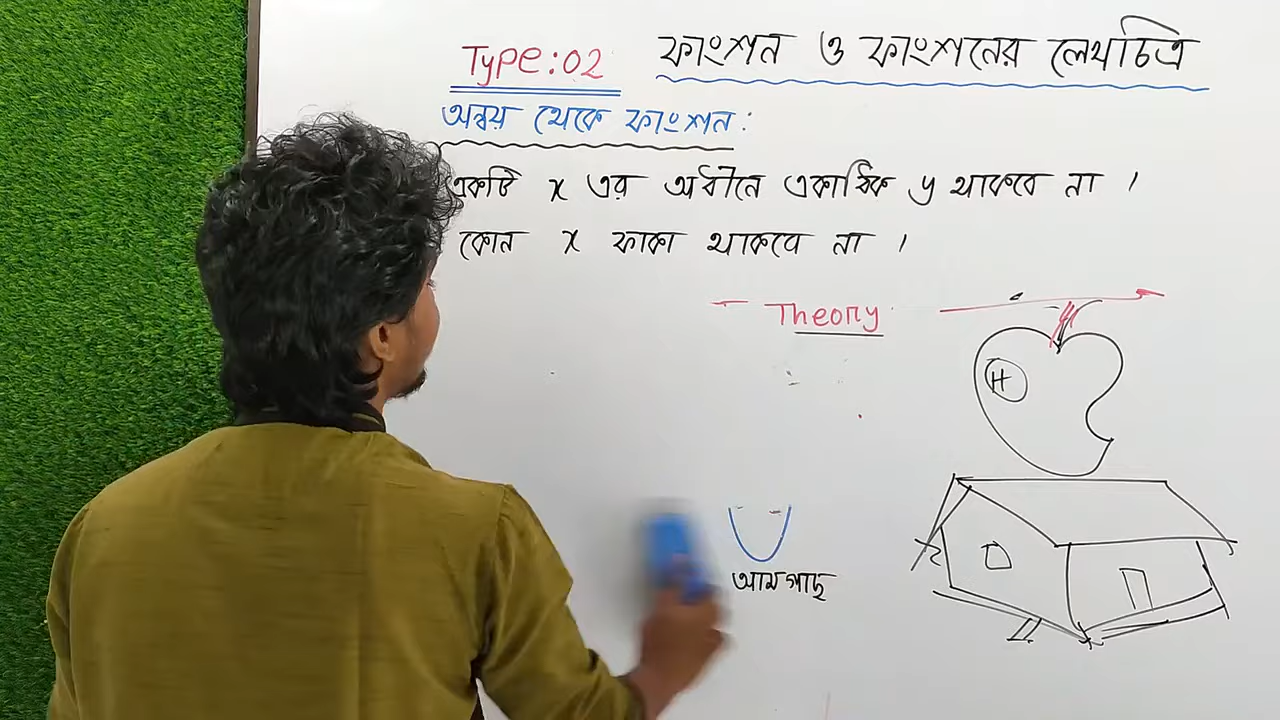 Type:02 ফাংশন ও ফাংশনের লেখচিত্র
অন্বয় থেকে ফাংশন:
একটি x এর অধীনে একাধিক y থাকবে না ।
কোন x ফাকা থাকবে না ।
Theory
H
আমগাছ